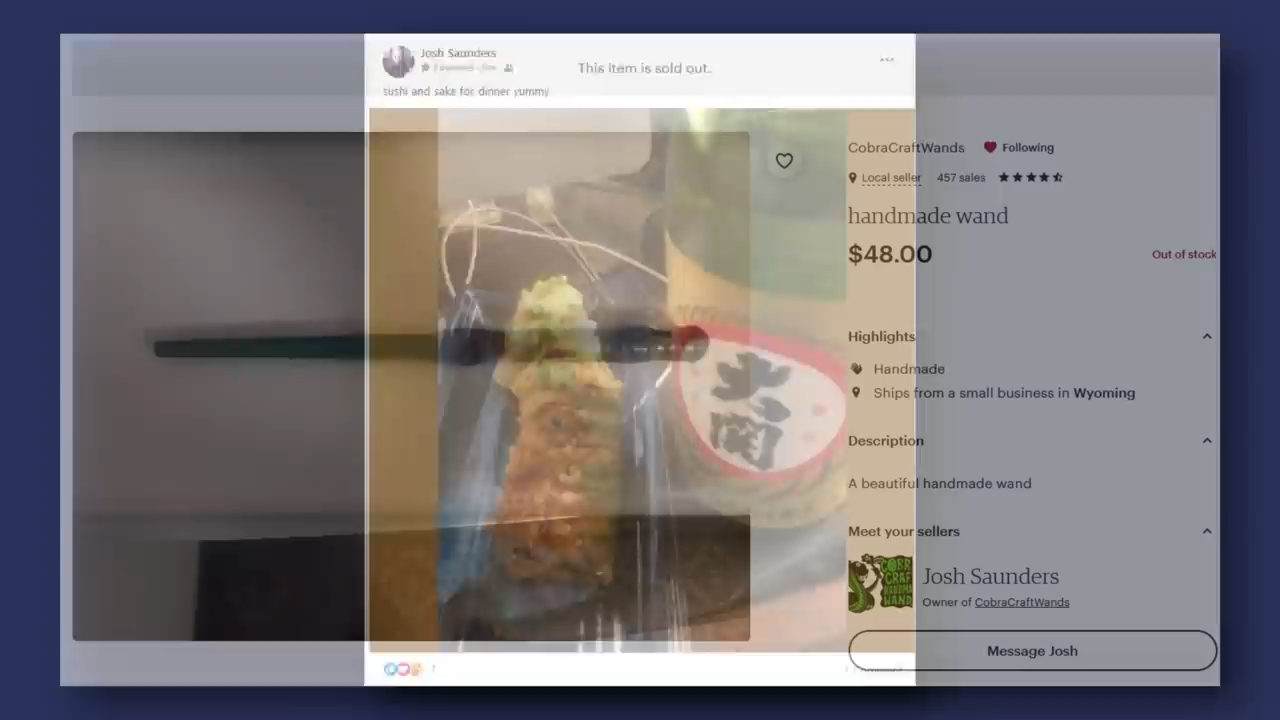 Josh Saunders
This item is sold out.
sushi and sake for dinner yummy
CobraCraftWands
Following
Local seller
457 sales
handmade wand
$48.00
Out of stock
Highlights
Handmade
Ships from a small business in Wyoming
Description
A beautiful handmade wand
Meet your sellers
Josh Saunders
Owner of CobraCraftWands
Message Josh